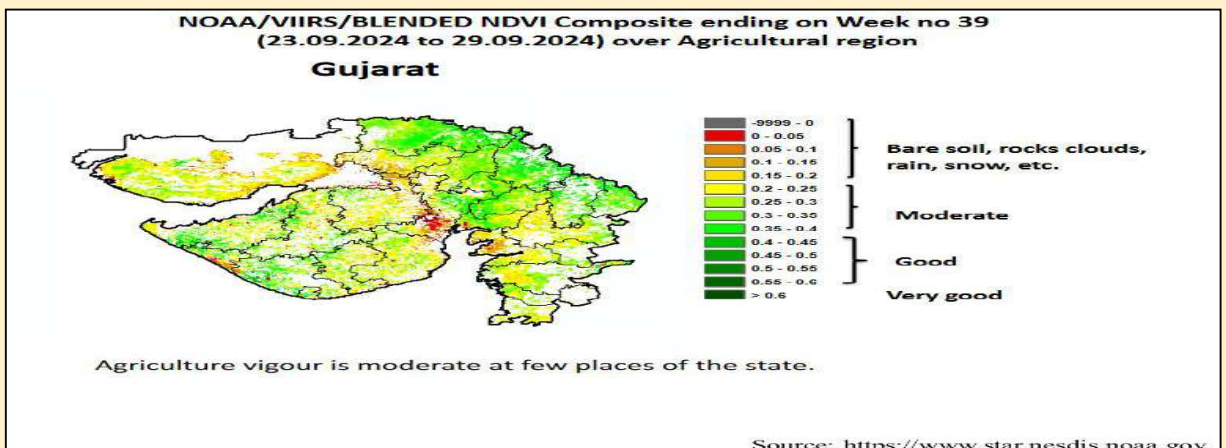 NOAA/VIIRS/BLENDED NDVI Composite ending on Week no 39
(23.09.2024 to 29.09.2024) over Agricultural region
Gujarat
-9999 - 0
0 - 0.05
0.05 - 0.1
0.1 - 0.15
0.15 - 0.2
0.2 - 0.25
0.25 - 0.3
0.3 - 0.35
0.35 - 0.4
0.4 - 0.45
0.45 - 0.5
0.5 - 0.55
0.55 - 0.6
> 0.6
Bare soil, rocks clouds,
rain, snow, etc.
Moderate
Good
Very good
Agriculture vigour is moderate at few places of the state.
Source: https://www.star.nesdis.noaa.gov